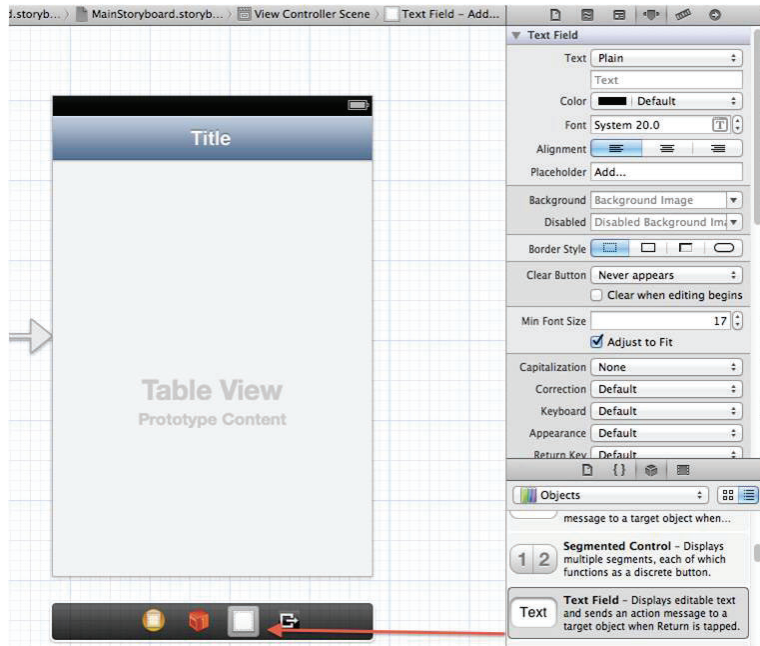 d.storyb...
MainStoryboard.storyb...
View Controller Scene
Text Field – Add...
Text Field
Text
Plain
Text
Color
Default
Font
System 20.0
T
Alignment
Placeholder
Add...
Background
Background Image
Disabled
Disabled Background Ima
Border Style
Clear Button
Never appears
Clear when editing begins
Min Font Size
17
Adjust to Fit
Capitalization
None
Correction
Default
Keyboard
Default
Appearance
Default
Return Key
Default
{}
Objects
message to a target object when...
1 2
Segmented Control – Displays
multiple segments, each of which
functions as a discrete button.
Text
Text Field – Displays editable text
and sends an action message to a
target object when Return is tapped.
Title
Table View
Prototype Content